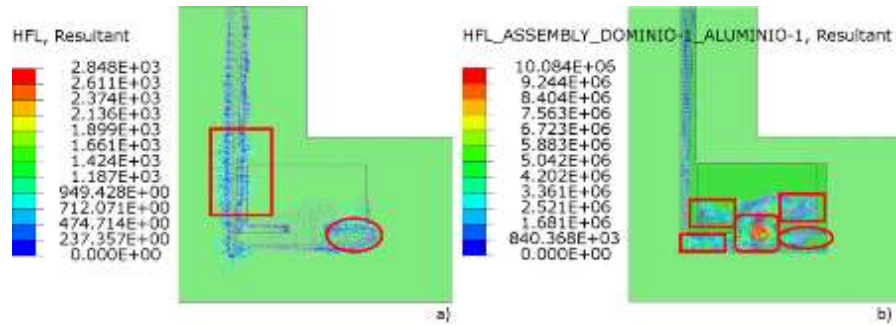 HFL, Resultant
2.848E+03
2.611E+03
2.374E+03
2.136E+03
1.899E+03
1.661E+03
1.424E+03
1.187E+03
949.428E+00
712.071E+00
474.714E+00
237.357E+00
0.000E+00
a)
HFL_ASSEMBLY_DOMINIO-1_ALUMINIO-1, Resultant
10.084E+06
9.244E+06
8.404E+06
7.563E+06
6.723E+06
5.883E+06
5.042E+06
4.202E+06
3.361E+06
2.521E+06
1.681E+06
840.368E+03
0.000E+00
b)